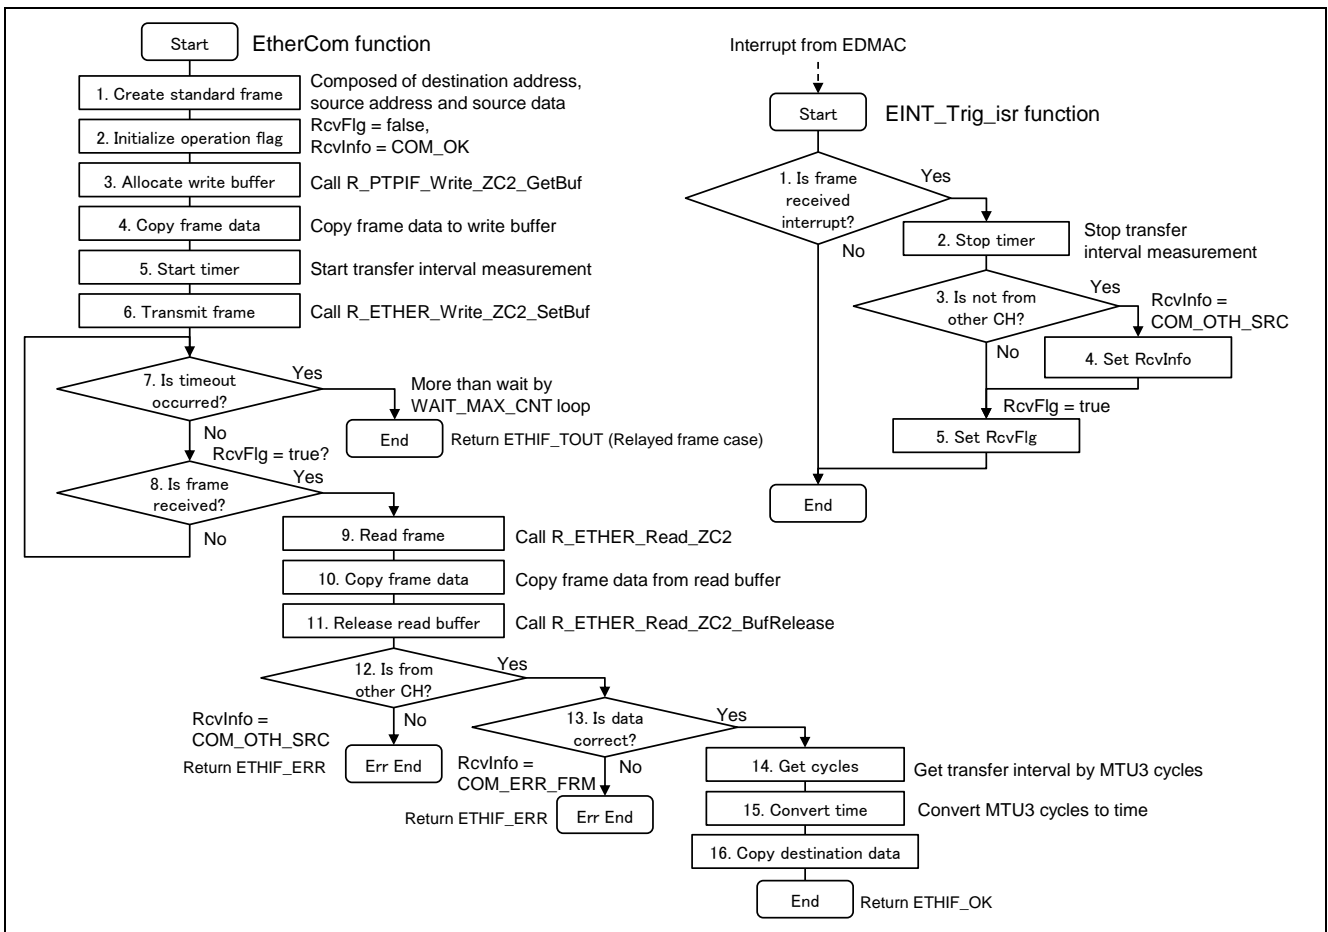 Start
EtherCom function
1. Create standard frame
Composed of destination address,
source address and source data
2. Initialize operation flag
RcvFlg = false,
RcvInfo = COM_OK
3. Allocate write buffer
Call R_PTPIF_Write_ZC2_GetBuf
4. Copy frame data
Copy frame data to write buffer
5. Start timer
Start transfer interval measurement
6. Transmit frame
Call R_ETHER_Write_ZC2_SetBuf
7. Is timeout
occurred?
Yes
More than wait by
WAIT_MAX_CNT loop
End
Return ETHIF_TOUT (Relayed frame case)
No
RcvFlg = true?
8. Is frame
received?
Yes
No
9. Read frame
Call R_ETHER_Read_ZC2
10. Copy frame data
Copy frame data from read buffer
11. Release read buffer
Call R_ETHER_Read_ZC2_BufRelease
12. Is from
other CH?
Yes
No
RcvInfo =
COM_OTH_SRC
Return ETHIF_ERR
Err End
13. Is data
correct?
Yes
No
RcvInfo =
COM_ERR_FRM
Return ETHIF_ERR
Err End
14. Get cycles
Get transfer interval by MTU3 cycles
15. Convert time
Convert MTU3 cycles to time
16. Copy destination data
End
Return ETHIF_OK
Interrupt from EDMAC
Start
EINT_Trig_isr function
1. Is frame
received
interrupt?
Yes
No
2. Stop timer
Stop transfer
interval measurement
3. Is not from
other CH?
Yes
RcvInfo =
COM_OTH_SRC
No
4. Set RcvInfo
RcvFlg = true
5. Set RcvFlg
End